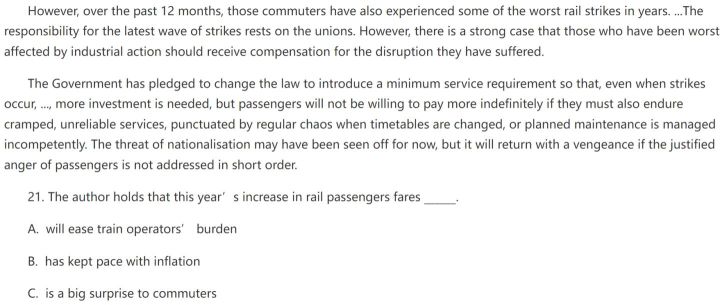 However, over the past 12 months, those commuters have also experienced some of the worst rail strikes in years. ...The
responsibility for the latest wave of strikes rests on the unions. However, there is a strong case that those who have been worst
affected by industrial action should receive compensation for the disruption they have suffered.
The Government has pledged to change the law to introduce a minimum service requirement so that, even when strikes
occur, ..., more investment is needed, but passengers will not be willing to pay more indefinitely if they must also endure
cramped, unreliable services, punctuated by regular chaos when timetables are changed, or planned maintenance is managed
incompetently. The threat of nationalisation may have been seen off for now, but it will return with a vengeance if the justified
anger of passengers is not addressed in short order.
21. The author holds that this year' s increase in rail passengers fares _____.
A. will ease train operators' burden
B. has kept pace with inflation
C. is a big surprise to commuters